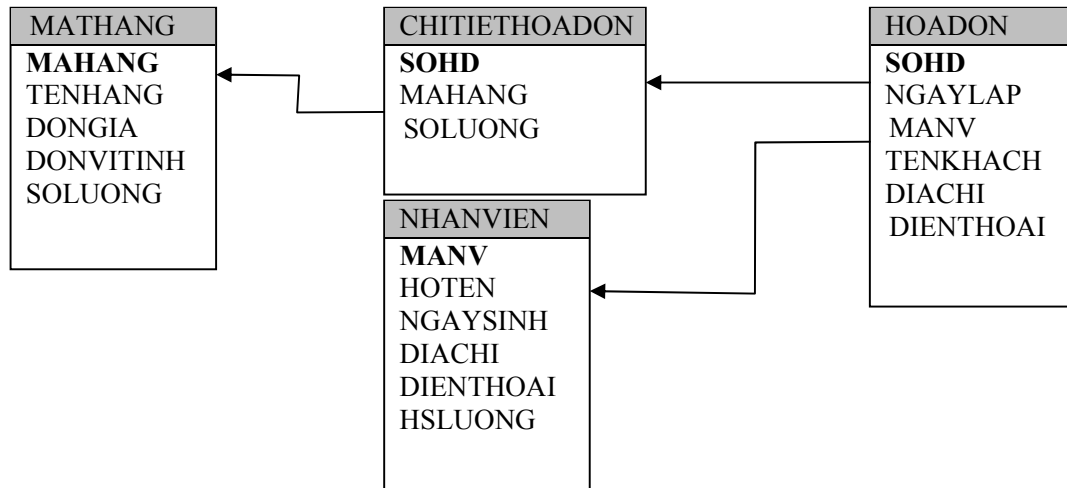 MATHANG
MAHANG
TENHANG
DONGIA
DONVITINH
SOLUONG
CHITIETHOADON
SOHD
MAHANG
SOLUONG
NHANVIEN
MANV
HOTEN
NGAYSINH
DIACHI
DIENTHOAI
HSLUONG
HOADON
SOHD
NGAYLAP
MANV
TENKHACH
DIACHI
DIENTHOAI